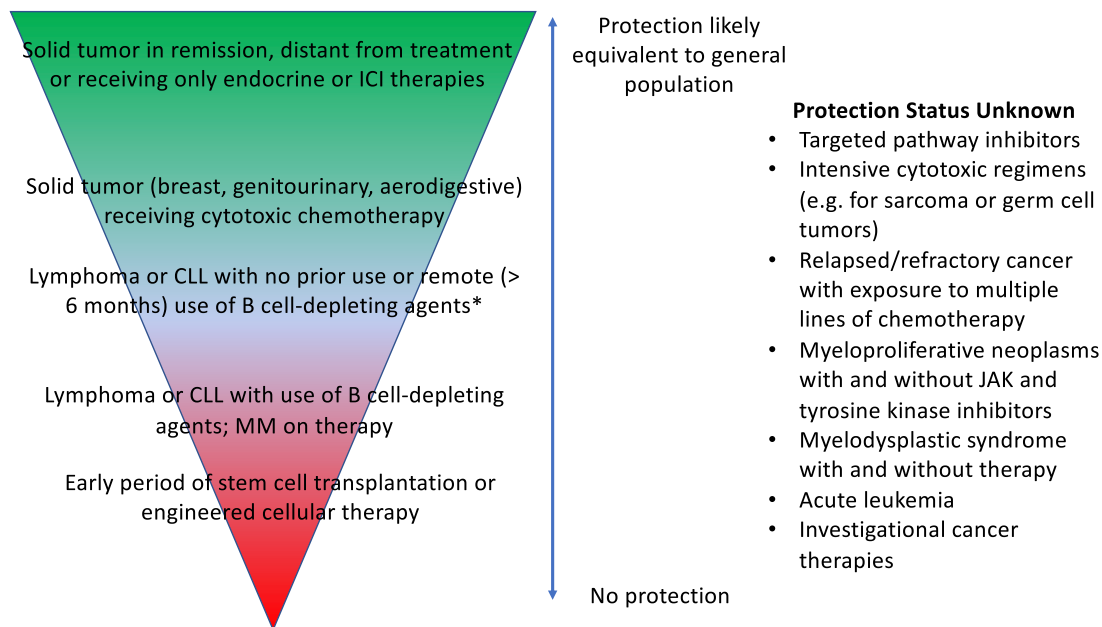 Solid tumor in remission, distant from treatment
or receiving only endocrine or ICI therapies
Solid tumor (breast, genitourinary, aerodigestive)
receiving cytotoxic chemotherapy
Lymphoma or CLL with no prior use or remote (>
6 months) use of B cell-depleting agents*
Lymphoma or CLL with use of B cell-depleting
agents; MM on therapy
Early period of stem cell transplantation or
engineered cellular therapy
Protection likely
equivalent to general
population
No protection
Protection Status Unknown
• Targeted pathway inhibitors
• Intensive cytotoxic regimens
(e.g. for sarcoma or germ cell
tumors)
• Relapsed/refractory cancer
with exposure to multiple
lines of chemotherapy
• Myeloproliferative neoplasms
with and without JAK and
tyrosine kinase inhibitors
• Myelodysplastic syndrome
with and without therapy
• Acute leukemia
• Investigational cancer
therapies